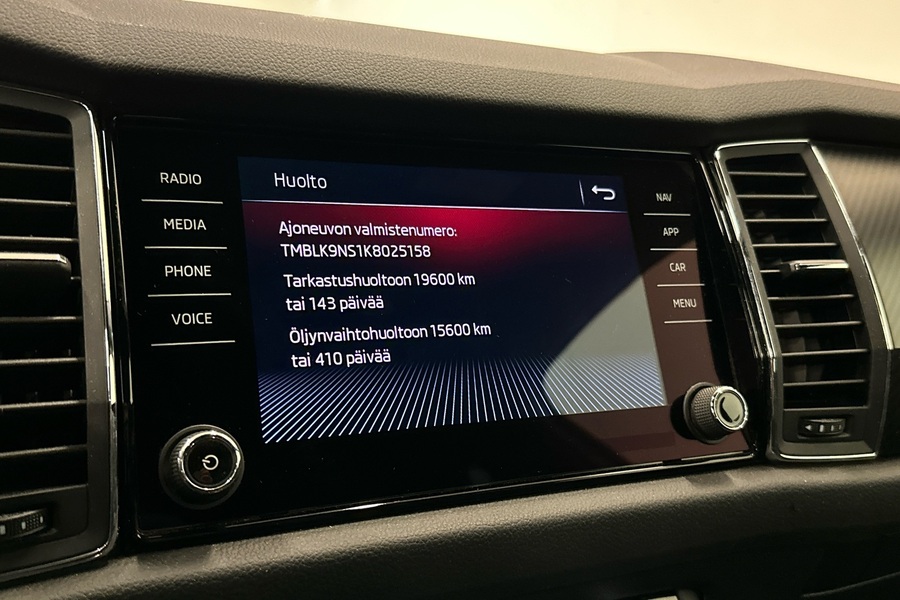 RADIO
MEDIA
PHONE
VOICE
Huolto
Ajoneuvon valmistenumero:
TMBLK9NS1K8025158
Tarkastushuoltoon 19600 km
tai 143 päivää
Öljynvaihtohuoltoon 15600 km
tai 410 päivää
NAV
APP
CAR
MENU